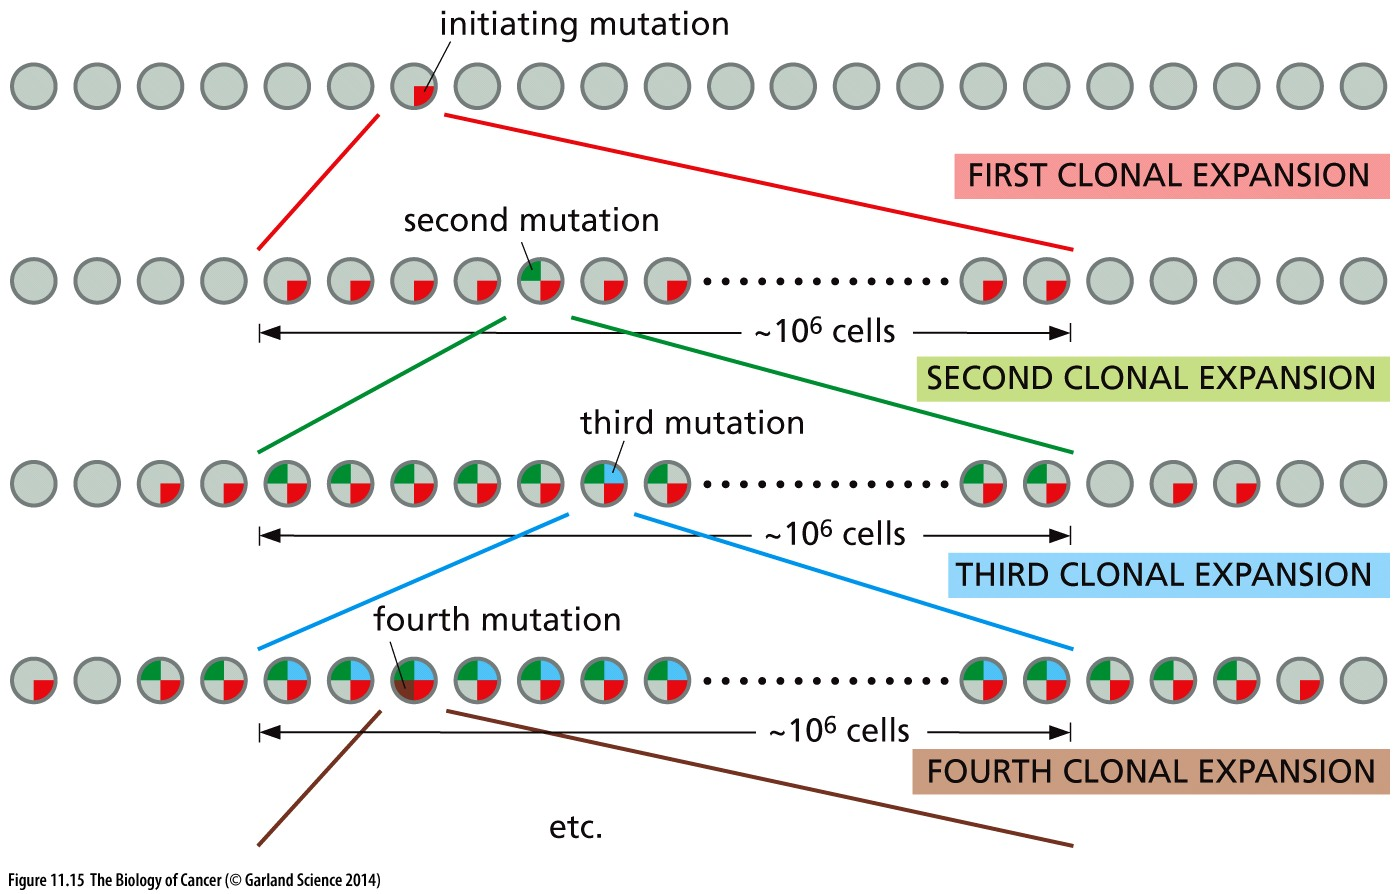 initiating mutation
FIRST CLONAL EXPANSION
second mutation
~10⁶ cells
SECOND CLONAL EXPANSION
third mutation
~10⁶ cells
THIRD CLONAL EXPANSION
fourth mutation
~10⁶ cells
FOURTH CLONAL EXPANSION
etc.
Figure 11.15 The Biology of Cancer (© Garland Science 2014)